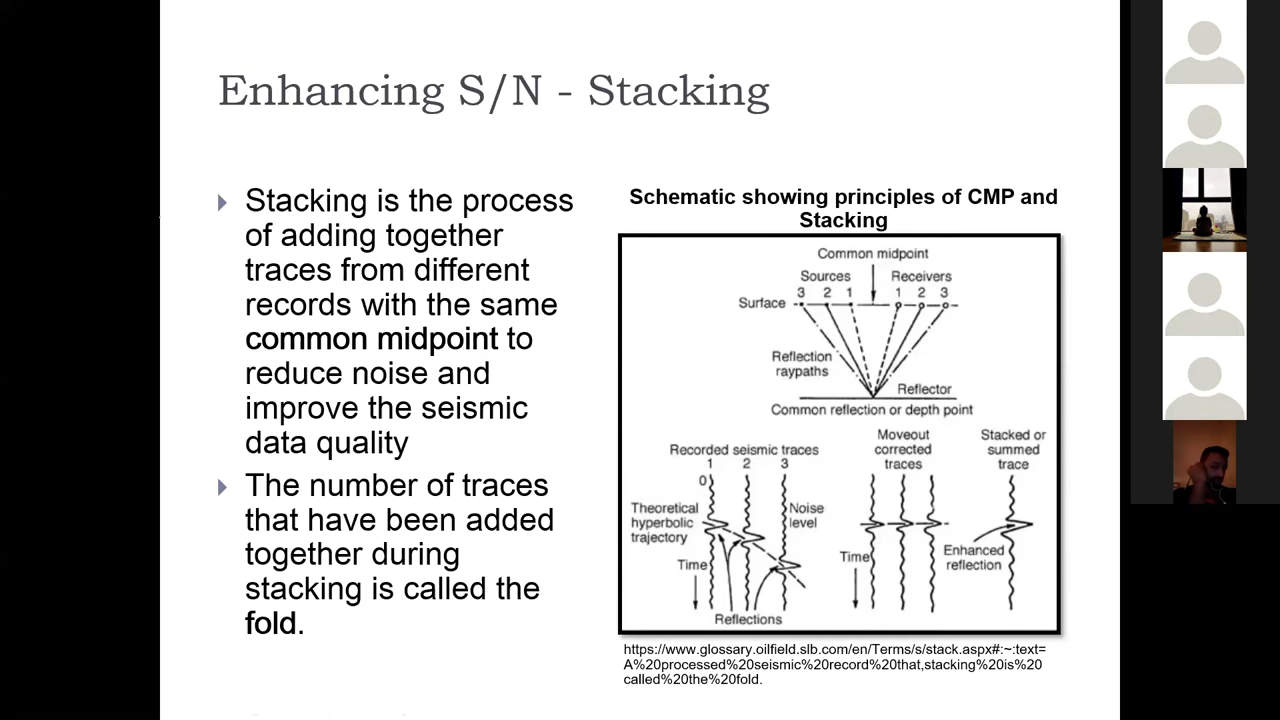 Enhancing S/N - Stacking
Stacking is the process
of adding together
traces from different
records with the same
common midpoint to
reduce noise and
improve the seismic
data quality
The number of traces
that have been added
together during
stacking is called the
fold.
Schematic showing principles of CMP and
Stacking
Common midpoint
Sources Receivers
3 2 1 1 2 3
Surface
Reflection
raypaths
Reflector
Common reflection or depth point
Recorded seismic traces
1 2 3
0
Theoretical
hyperbolic
trajectory
Noise
level
Time
Reflections
Moveout
corrected
traces
Time
Stacked or
summed
trace
Enhanced
reflection
https://www.glossary.oilfield.slb.com/en/Terms/s/stack.aspx#:~:text=
A%20processed%20seismic%20record%20that,stacking%20is%20
called%20the%20fold.